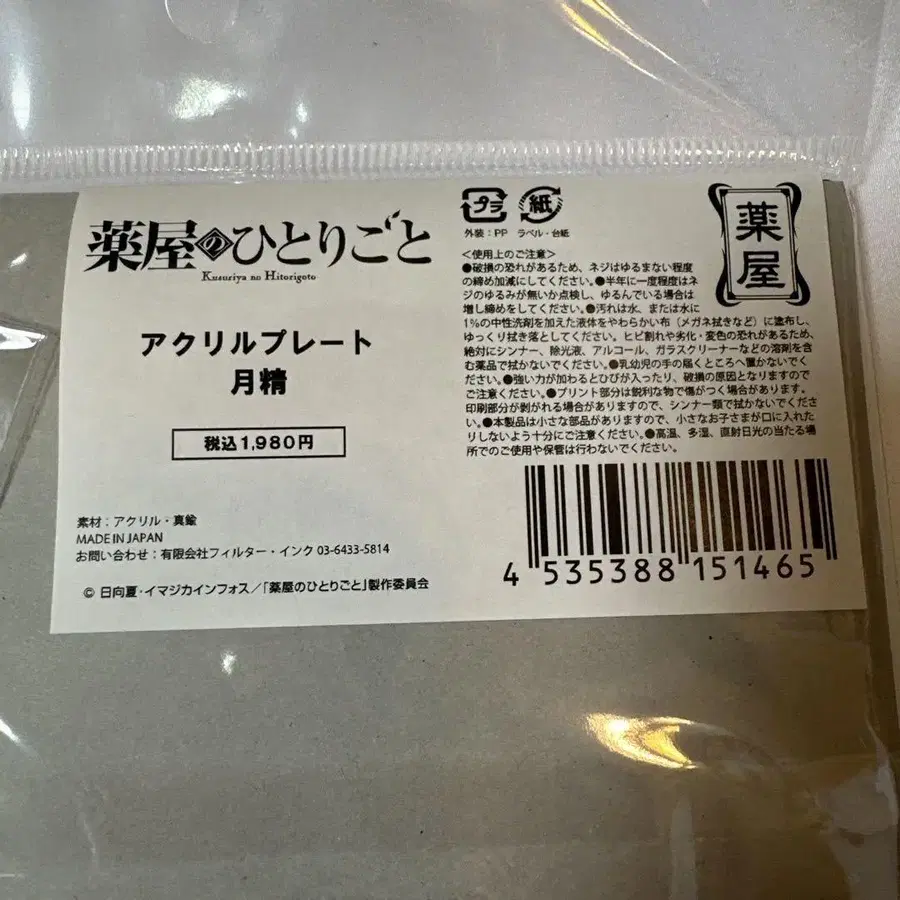 薬屋のひとりごと
Kusuriya no Hitorigoto
アクリルプレート
月精
税込1,980円
素材:アクリル・真鍮
MADE IN JAPAN
お問い合わせ:有限会社フィルター・インク 03-6433-5814
© 日向夏・イマジカインフォス/「薬屋のひとりごと」製作委員会
プラ 紙
外装:PP ラベル・台紙
薬屋
<使用上のご注意>
●破損の恐れがあるため、ネジはゆるまない程度
の締め加減にしてください。●半年に一度程度はネ
ジのゆるみが無いか点検し、ゆるんでいる場合は
増し締めをしてください。●汚れは水、または水に
1%の中性洗剤を加えた液体をやわらかい布(メガネ拭きなど)に塗布し、
ゆっくり拭き落としてください。ヒビ割れや劣化・変色の恐れがあるため、
絶対にシンナー、除光液、アルコール、ガラスクリーナーなどの溶剤を含
む薬品で拭かないでください。●乳幼児の手の届くところへ置かないでく
ださい。●強い力が加わるとひびが入ったり、破損の原因となりますので
ご注意ください。●プリント部分は鋭利な物で傷がつく場合があります。
印刷部分が剥がれる場合がありますので、シンナー類で拭かないでくださ
い。●本製品は小さな部品がありますので、小さなお子さまが口に入れた
りしないよう十分にご注意ください。●高温、多湿、直射日光の当たる場
所でのご使用や保管は行わないでください。
4 535388 151465